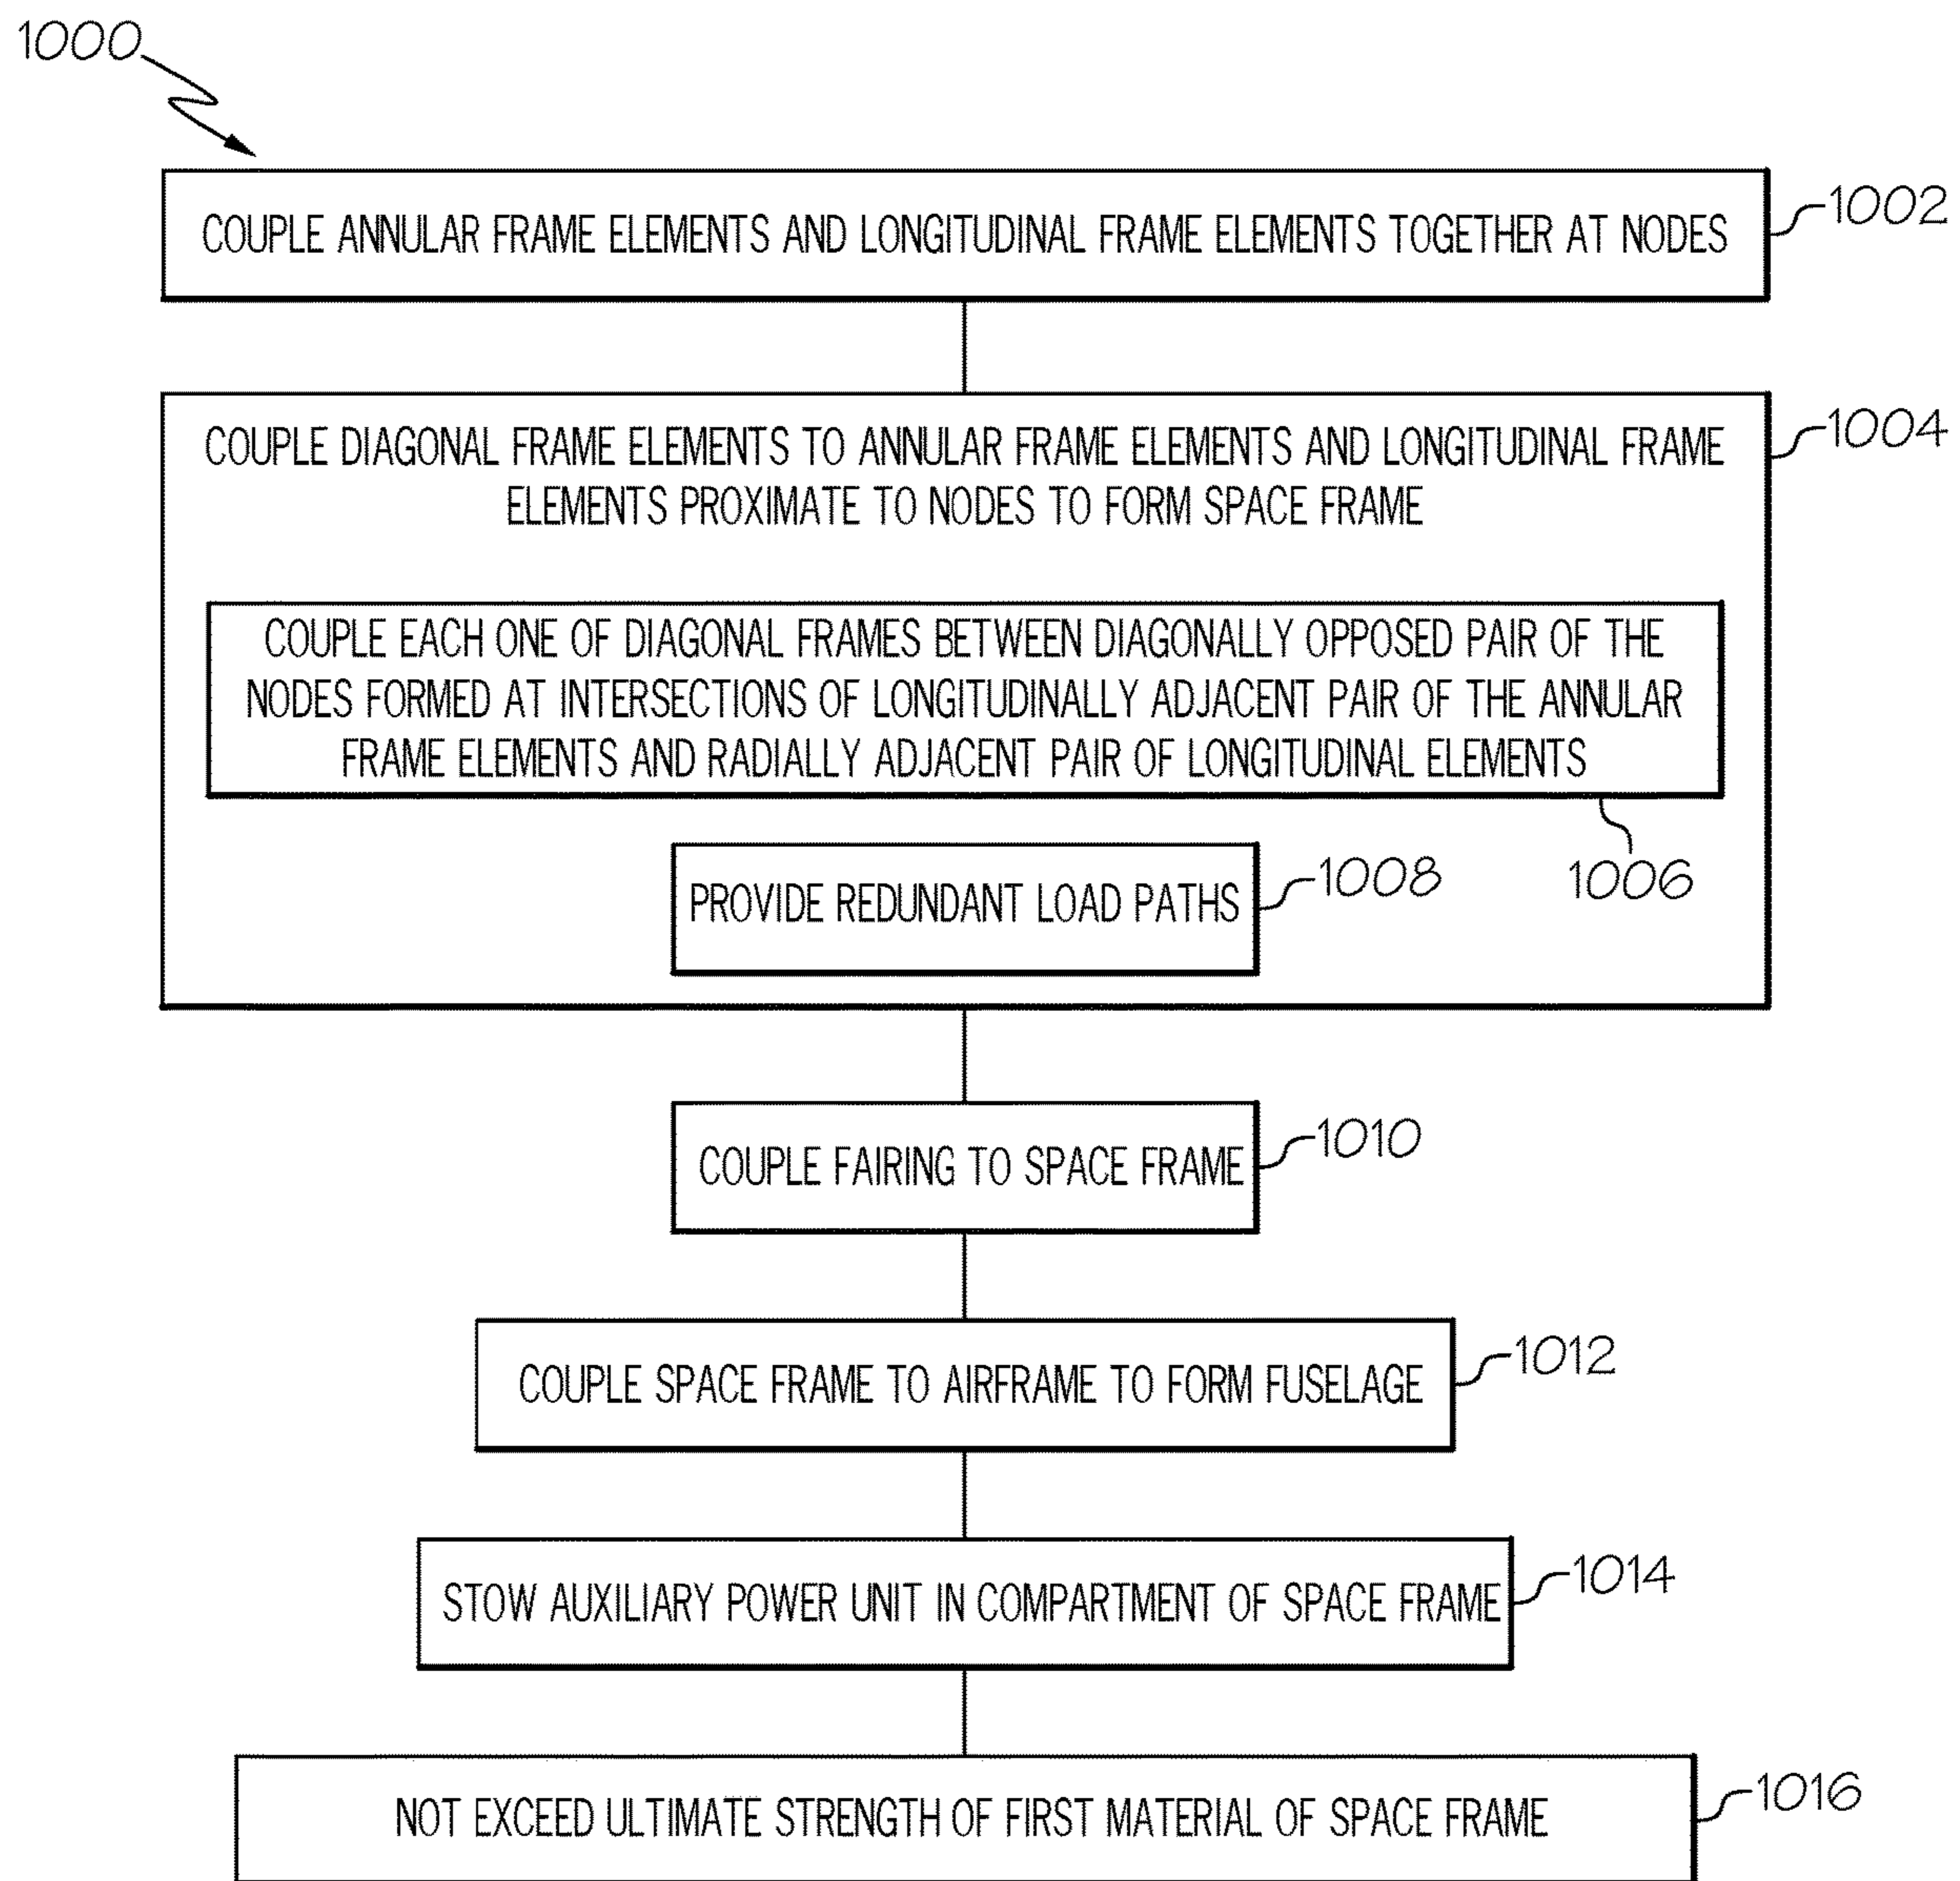 1000
COUPLE ANNULAR FRAME ELEMENTS AND LONGITUDINAL FRAME ELEMENTS TOGETHER AT NODES
1002
COUPLE DIAGONAL FRAME ELEMENTS TO ANNULAR FRAME ELEMENTS AND LONGITUDINAL FRAME
ELEMENTS PROXIMATE TO NODES TO FORM SPACE FRAME
1004
COUPLE EACH ONE OF DIAGONAL FRAMES BETWEEN DIAGONALLY OPPOSED PAIR OF THE
NODES FORMED AT INTERSECTIONS OF LONGITUDINALLY ADJACENT PAIR OF THE ANNULAR
FRAME ELEMENTS AND RADIALLY ADJACENT PAIR OF LONGITUDINAL ELEMENTS
1006
PROVIDE REDUNDANT LOAD PATHS
1008
COUPLE FAIRING TO SPACE FRAME
1010
COUPLE SPACE FRAME TO AIRFRAME TO FORM FUSELAGE
1012
STOW AUXILIARY POWER UNIT IN COMPARTMENT OF SPACE FRAME
1014
NOT EXCEED ULTIMATE STRENGTH OF FIRST MATERIAL OF SPACE FRAME
1016